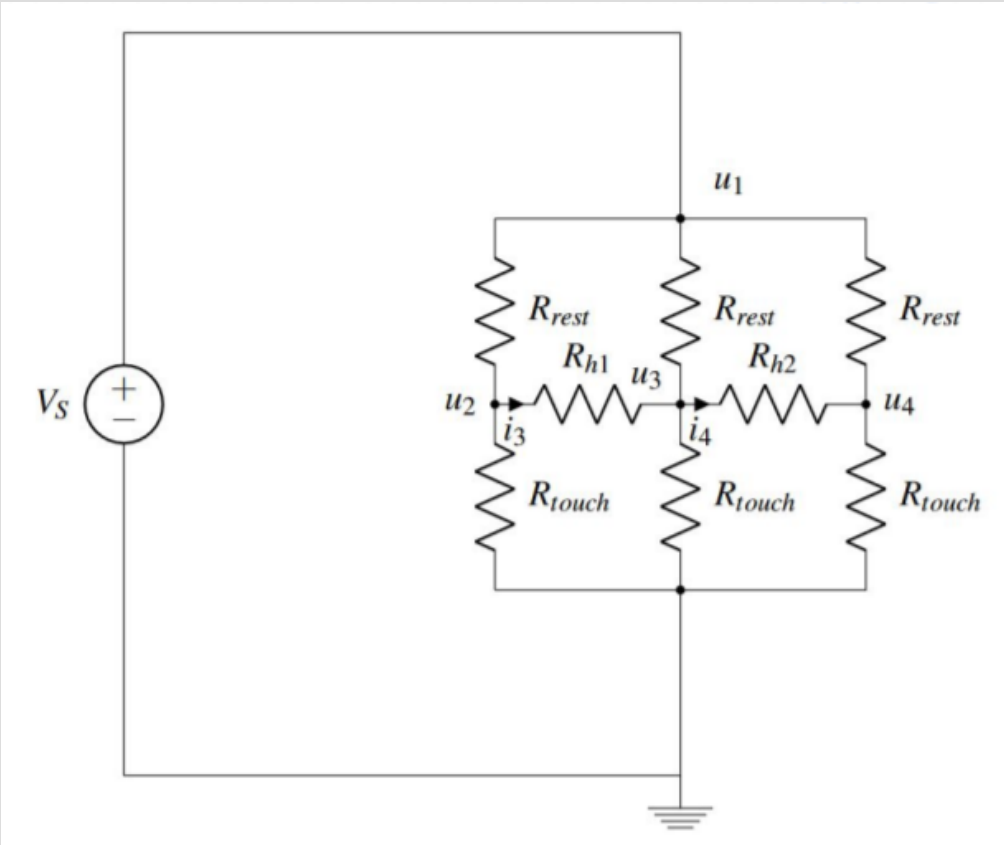 u1
Rrest Rrest Rrest
Rh1 Rh2
u3
VS + −
u2 u4
i3 i4
Rtouch Rtouch Rtouch